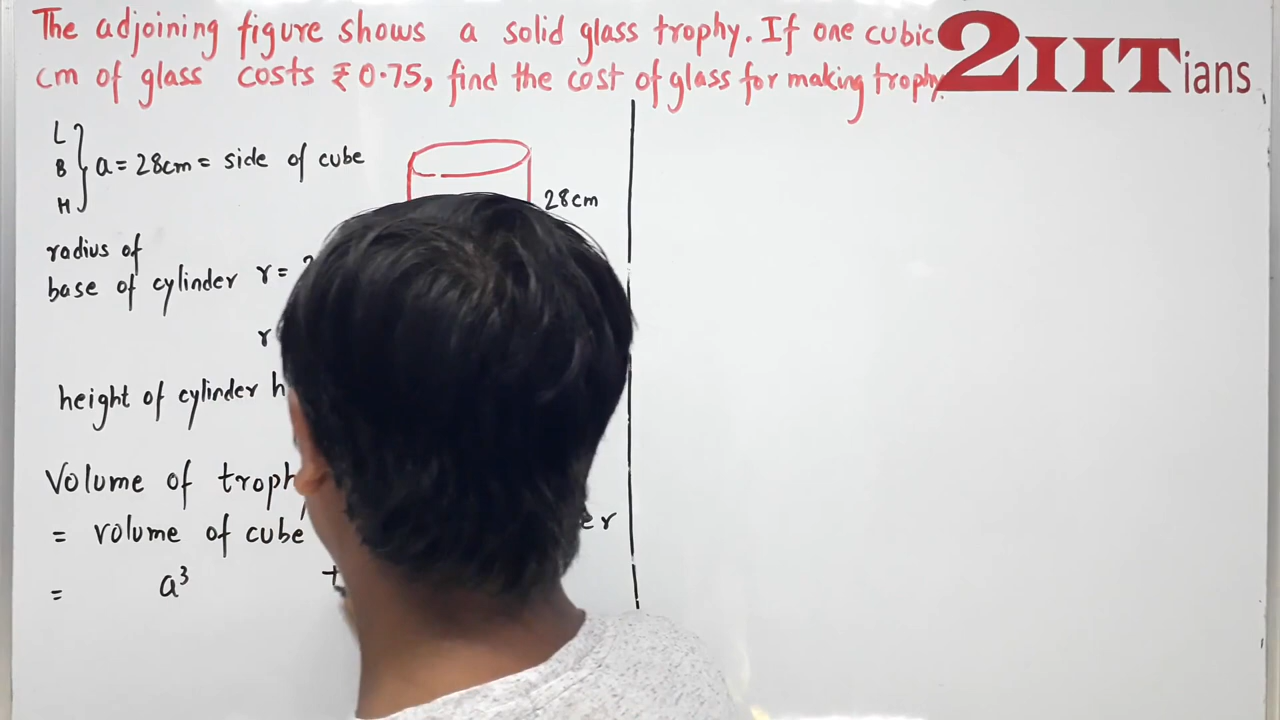 The adjoining figure shows a solid glass trophy. If one cubic
cm of glass costs ₹0.75, find the cost of glass for making trophy.
2IITians
L
B
H
a = 28cm = side of cube
28cm
radius of
base of cylinder r =
r
height of cylinder h
Volume of troph
= volume of cube er
= a³ +